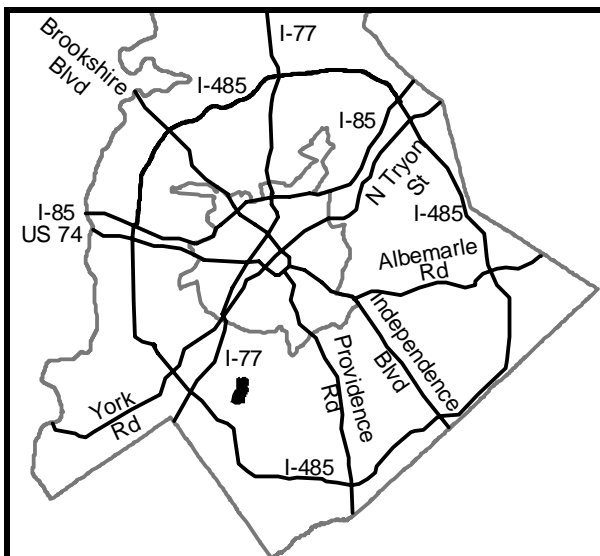 I-77
Brookshire
Blvd
I-485
I-85
N Tryon
St
I-85
US 74
I-485
Albemarle
Rd
Independence
Blvd
I-77
Providence
Rd
York
Rd
I-485